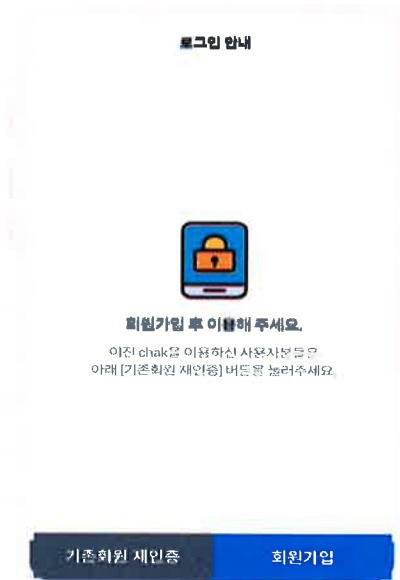 로그인 안내
회원가입 후 이용해 주세요.
이전 chak을 이용하신 사용자분들은
아래 [기존회원 재인증] 버튼을 눌러주세요.
기존회원 재인증
회원가입